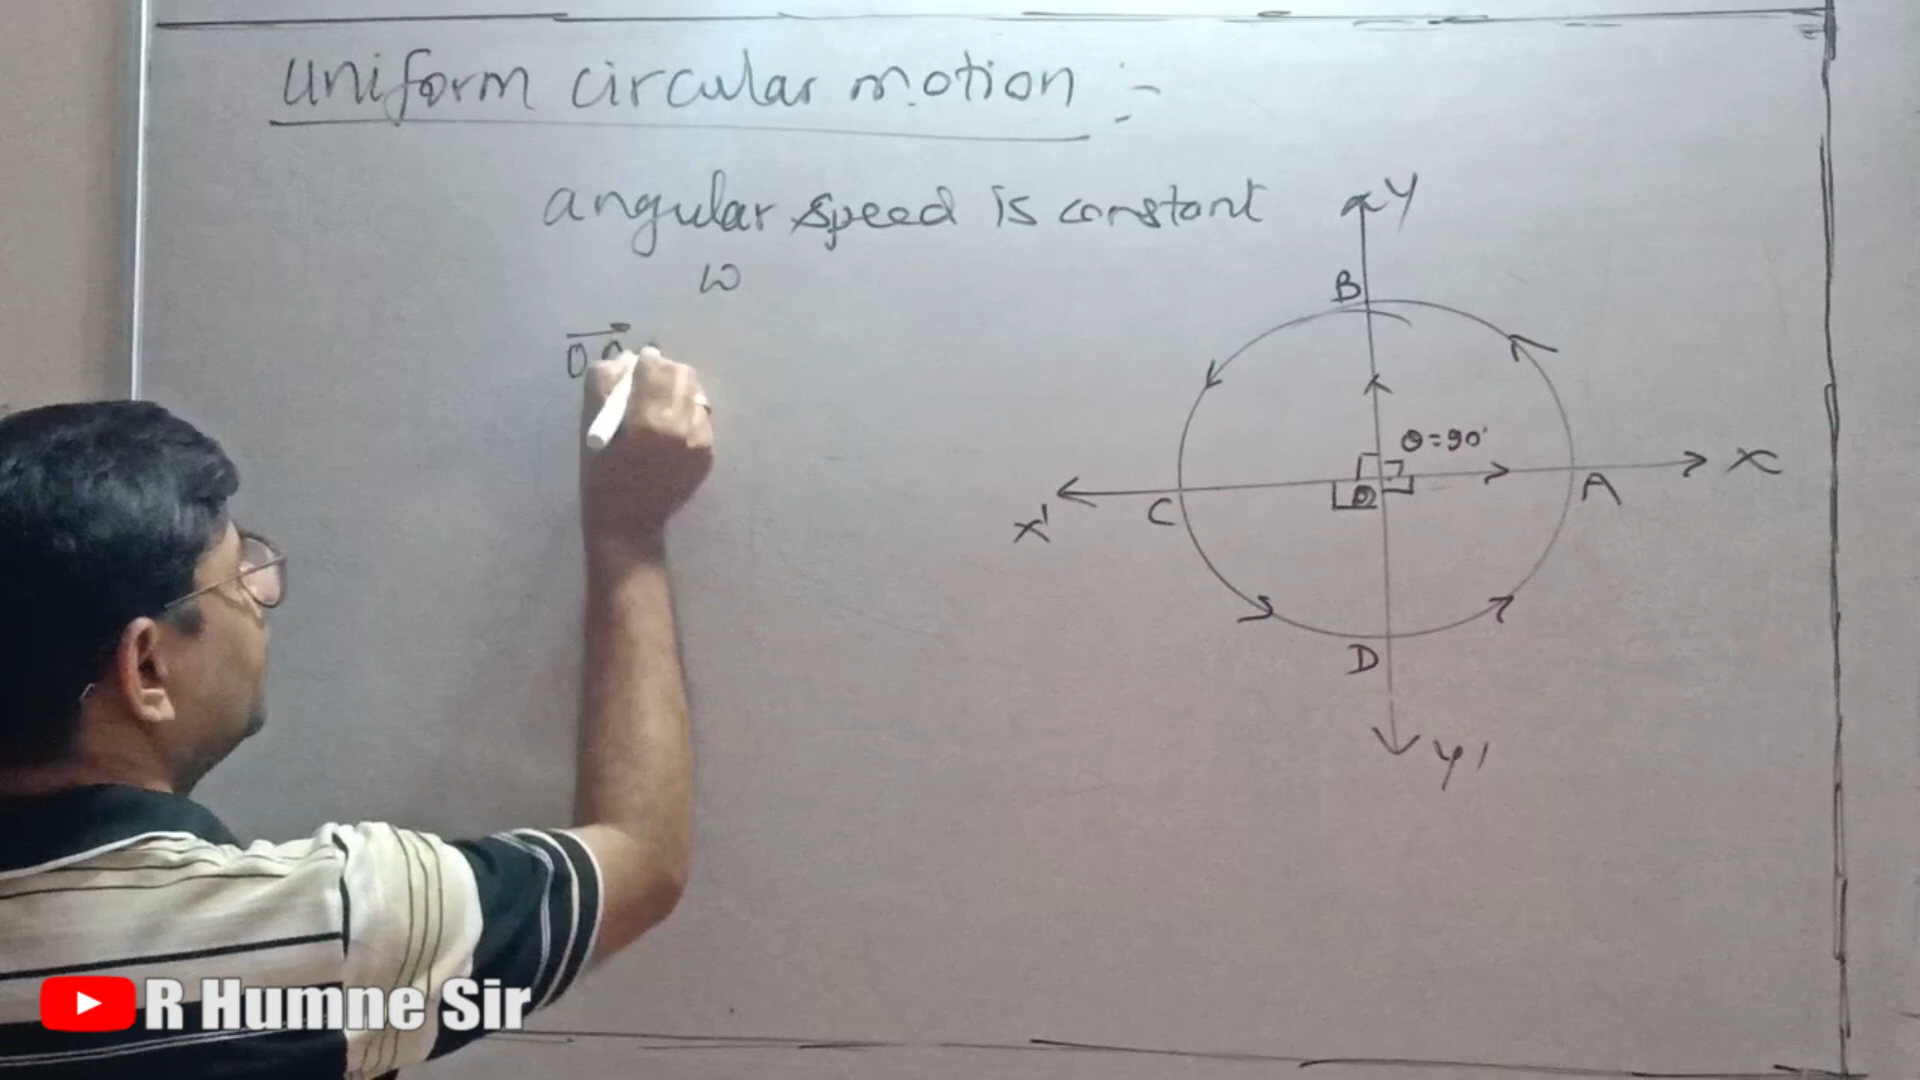 uniform circular motion :-
angular speed is constant
ω
Y
B
θ=90°
X
A
C
X'
D
Y'
R Humne Sir